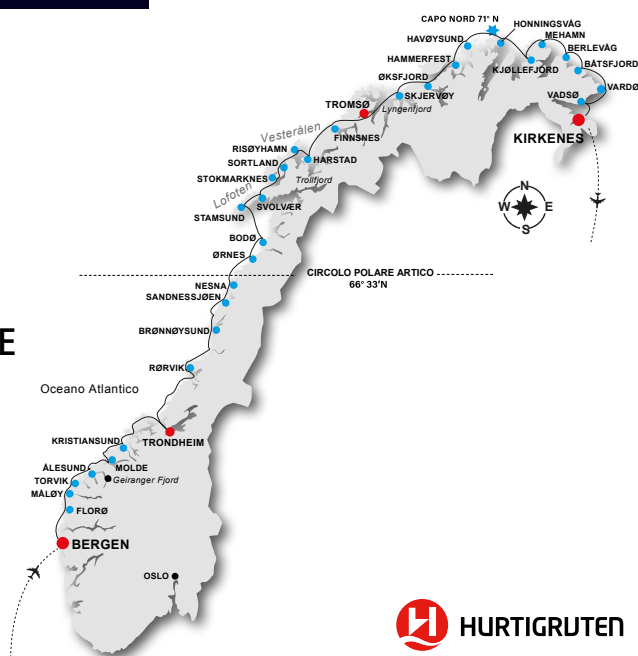 CAPO NORD 71° N
HONNINGSVÅG
MEHAMN
HAVØYSUND
BERLEVÅG
HAMMERFEST
BÅTSFJORD
KJØLLEFJORD
ØKSFJORD
VARDØ
SKJERVØY
VADSØ
TROMSØ
Lyngenfjord
KIRKENES
Vesterålen
FINNSNES
RISØYHAMN
HARSTAD
SORTLAND
STOKMARKNES
Trollfjord
Lofoten
SVOLVÆR
STAMSUND
N
W
E
S
BODØ
ØRNES
CIRCOLO POLARE ARTICO
66° 33'N
NESNA
SANDNESSJØEN
BRØNNØYSUND
E
RØRVIK
Oceano Atlantico
KRISTIANSUND
TRONDHEIM
ÅLESUND
MOLDE
TORVIK
Geiranger Fjord
MÅLØY
FLORØ
BERGEN
OSLO
H
HURTIGRUTEN